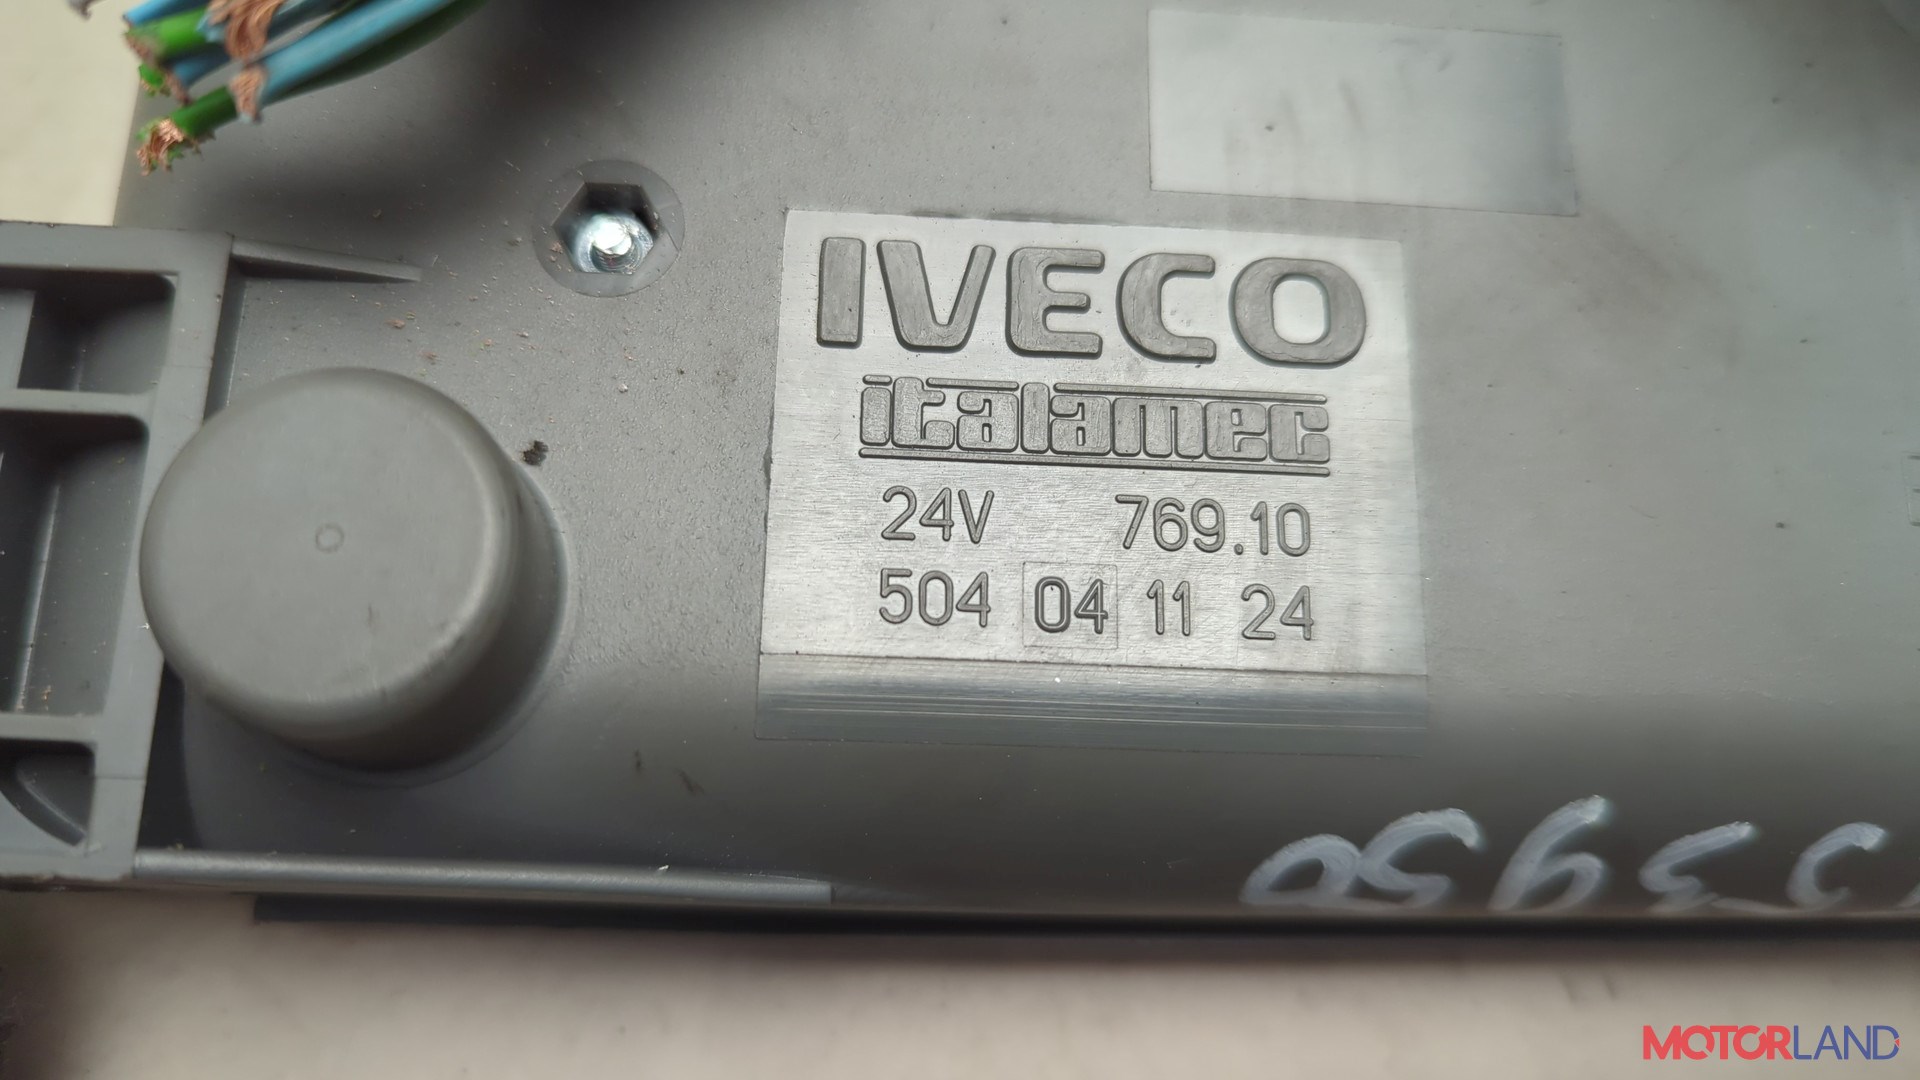 IVECO
italamec
24V 769.10
504 04 11 24
MOTORLAND